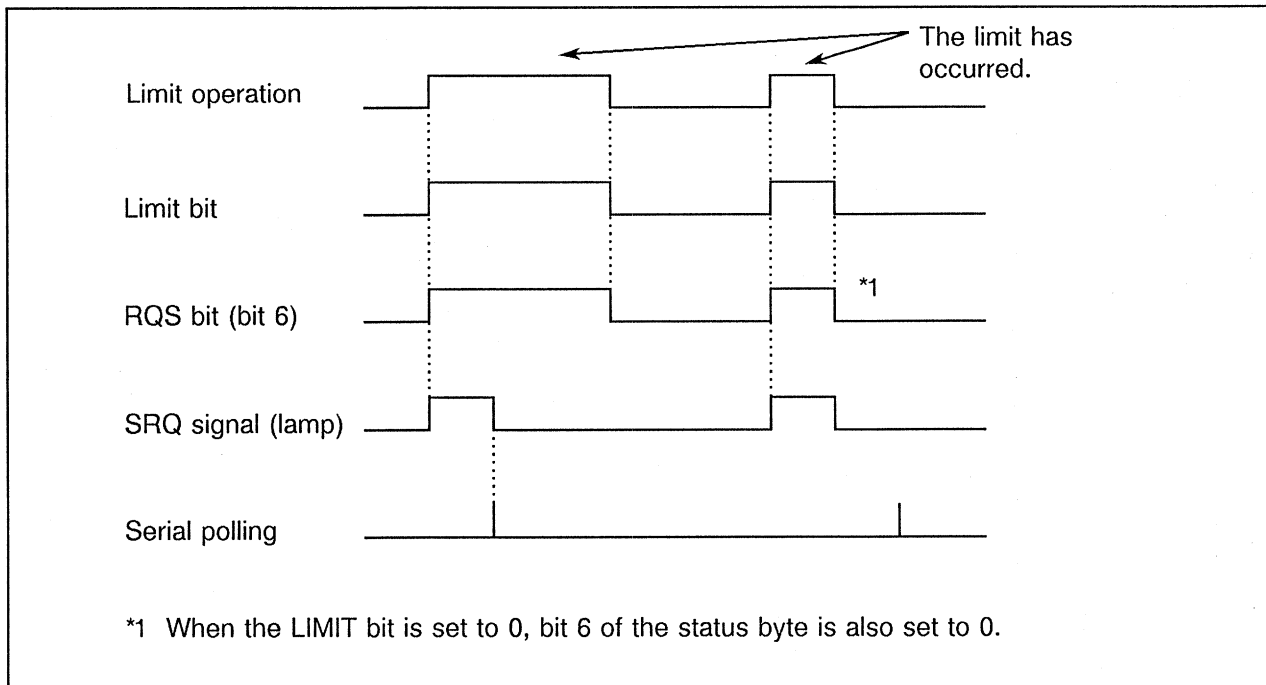 The limit has
occurred.
Limit operation
Limit bit
*1
RQS bit (bit 6)
SRQ signal (lamp)
Serial polling
*1 When the LIMIT bit is set to 0, bit 6 of the status byte is also set to 0.